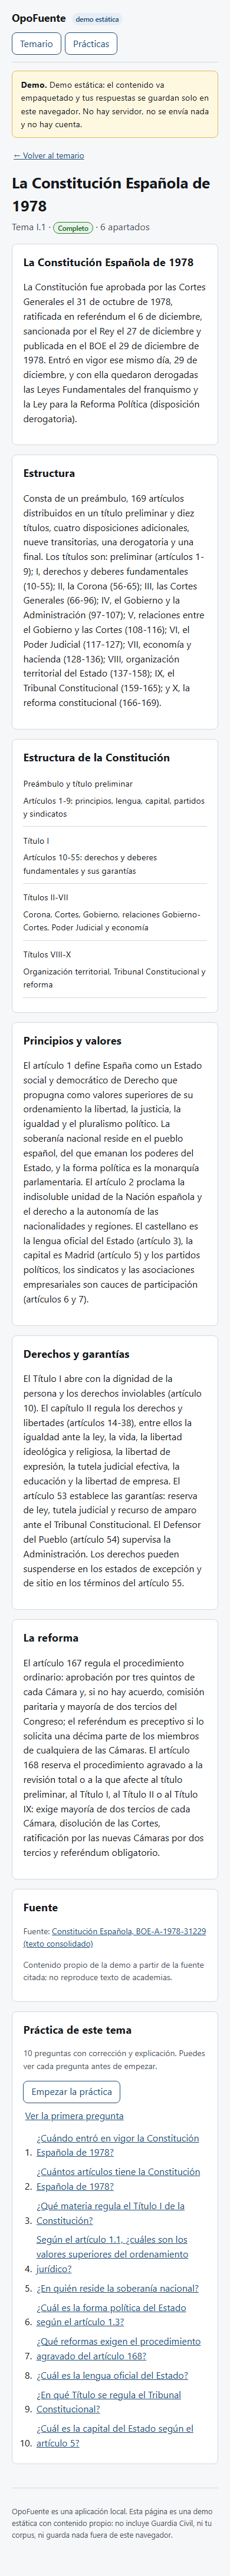 OpoFuente demo estática
Temario Prácticas
Demo. Demo estática: el contenido va
empaquetado y tus respuestas se guardan solo en
este navegador. No hay servidor, no se envía nada
y no hay cuenta.
← Volver al temario
La Constitución Española de
1978
Tema I.1 · Completo · 6 apartados
La Constitución Española de 1978
La Constitución fue aprobada por las Cortes
Generales el 31 de octubre de 1978,
ratificada en referéndum el 6 de diciembre,
sancionada por el Rey el 27 de diciembre y
publicada en el BOE el 29 de diciembre de
1978. Entró en vigor ese mismo día, 29 de
diciembre, y con ella quedaron derogadas
las Leyes Fundamentales del franquismo y
la Ley para la Reforma Política (disposición
derogatoria).
Estructura
Consta de un preámbulo, 169 artículos
distribuidos en un título preliminar y diez
títulos, cuatro disposiciones adicionales,
nueve transitorias, una derogatoria y una
final. Los títulos son: preliminar (artículos 1-
9); I, derechos y deberes fundamentales
(10-55); II, la Corona (56-65); III, las Cortes
Generales (66-96); IV, el Gobierno y la
Administración (97-107); V, relaciones entre
el Gobierno y las Cortes (108-116); VI, el
Poder Judicial (117-127); VII, economía y
hacienda (128-136); VIII, organización
territorial del Estado (137-158); IX, el
Tribunal Constitucional (159-165); y X, la
reforma constitucional (166-169).
Estructura de la Constitución
Preámbulo y título preliminar
Artículos 1-9: principios, lengua, capital, partidos
y sindicatos
Título I
Artículos 10-55: derechos y deberes
fundamentales y sus garantías
Títulos II-VII
Corona, Cortes, Gobierno, relaciones Gobierno-
Cortes, Poder Judicial y economía
Títulos VIII-X
Organización territorial, Tribunal Constitucional y
reforma
Principios y valores
El artículo 1 define España como un Estado
social y democrático de Derecho que
propugna como valores superiores de su
ordenamiento la libertad, la justicia, la
igualdad y el pluralismo político. La
soberanía nacional reside en el pueblo
español, del que emanan los poderes del
Estado, y la forma política es la monarquía
parlamentaria. El artículo 2 proclama la
indisoluble unidad de la Nación española y
el derecho a la autonomía de las
nacionalidades y regiones. El castellano es
la lengua oficial del Estado (artículo 3), la
capital es Madrid (artículo 5) y los partidos
políticos, los sindicatos y las asociaciones
empresariales son cauces de participación
(artículos 6 y 7).
Derechos y garantías
El Título I abre con la dignidad de la
persona y los derechos inviolables (artículo
10). El capítulo II regula los derechos y
libertades (artículos 14-38), entre ellos la
igualdad ante la ley, la vida, la libertad
ideológica y religiosa, la libertad de
expresión, la tutela judicial efectiva, la
educación y la libertad de empresa. El
artículo 53 establece las garantías: reserva
de ley, tutela judicial y recurso de amparo
ante el Tribunal Constitucional. El Defensor
del Pueblo (artículo 54) supervisa la
Administración. Los derechos pueden
suspenderse en los estados de excepción y
de sitio en los términos del artículo 55.
La reforma
El artículo 167 regula el procedimiento
ordinario: aprobación por tres quintos de
cada Cámara y, si no hay acuerdo, comisión
paritaria y mayoría de dos tercios del
Congreso; el referéndum es preceptivo si lo
solicita una décima parte de los miembros
de cualquiera de las Cámaras. El artículo
168 reserva el procedimiento agravado a la
revisión total o a la que afecte al título
preliminar, al Título I, al Título II o al Título
IX: exige mayoría de dos tercios de cada
Cámara, disolución de las Cortes,
ratificación por las nuevas Cámaras por dos
tercios y referéndum obligatorio.
Fuente
Fuente: Constitución Española, BOE-A-1978-31229
(texto consolidado)
Contenido propio de la demo a partir de la fuente
citada; no reproduce texto de academias.
Práctica de este tema
10 preguntas con corrección y explicación. Puedes
ver cada pregunta antes de empezar.
Empezar la práctica
Ver la primera pregunta
1. ¿Cuándo entró en vigor la Constitución
Española de 1978?
2. ¿Cuántos artículos tiene la Constitución
Española de 1978?
3. ¿Qué materia regula el Título I de la
Constitución?
4. Según el artículo 1.1, ¿cuáles son los
valores superiores del ordenamiento
jurídico?
5. ¿En quién reside la soberanía nacional?
6. ¿Cuál es la forma política del Estado
según el artículo 1.3?
7. ¿Qué reformas exigen el procedimiento
agravado del artículo 168?
8. ¿Cuál es la lengua oficial del Estado?
9. ¿En qué Título se regula el Tribunal
Constitucional?
10. ¿Cuál es la capital del Estado según el
artículo 5?
OpoFuente es una aplicación local. Esta página es una demo
estática con contenido propio: no incluye Guardia Civil, ni tu
corpus, ni guarda nada fuera de este navegador.